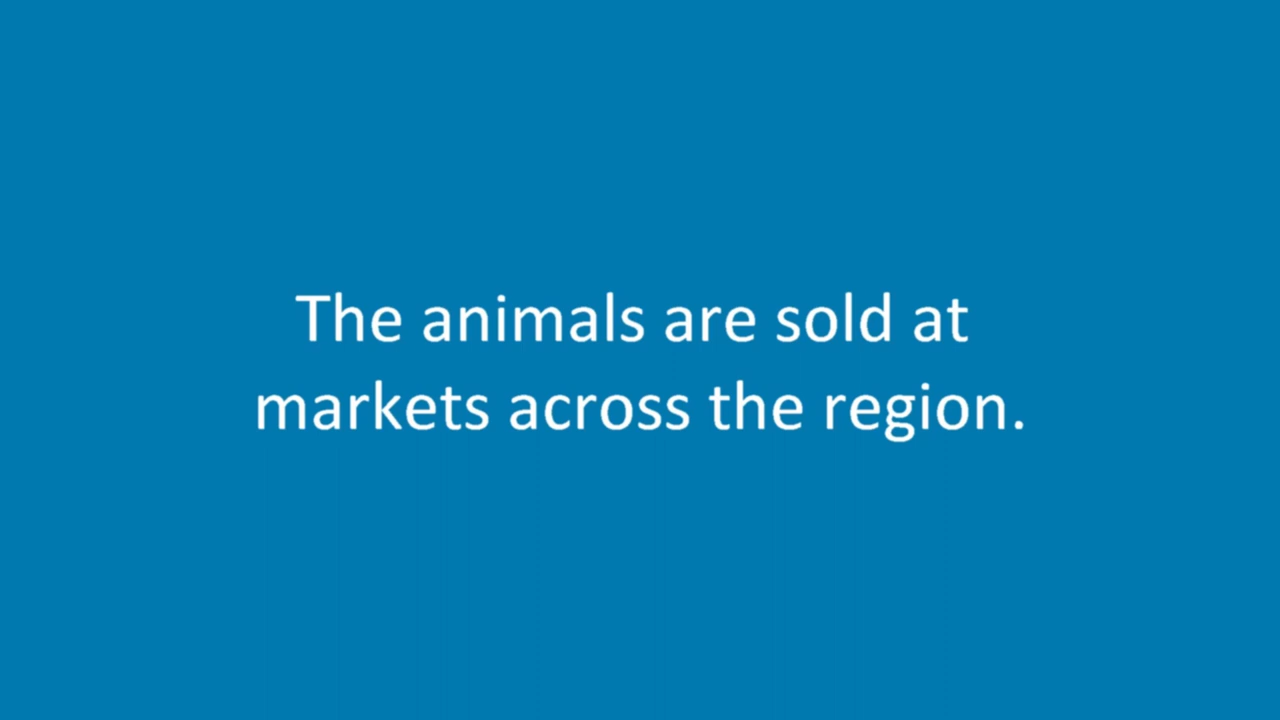 The animals are sold at
markets across the region.